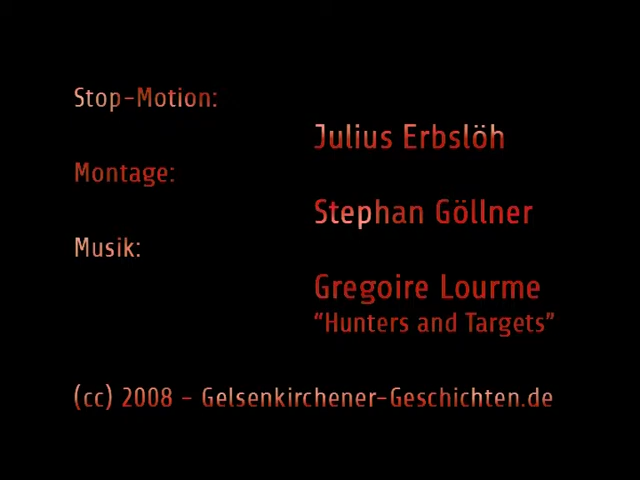 Stop-Motion:
Julius Erbslöh
Montage:
Stephan Göllner
Musik:
Gregoire Lourme
“Hunters and Targets”
(cc) 2008 - Gelsenkirchener-Geschichten.de